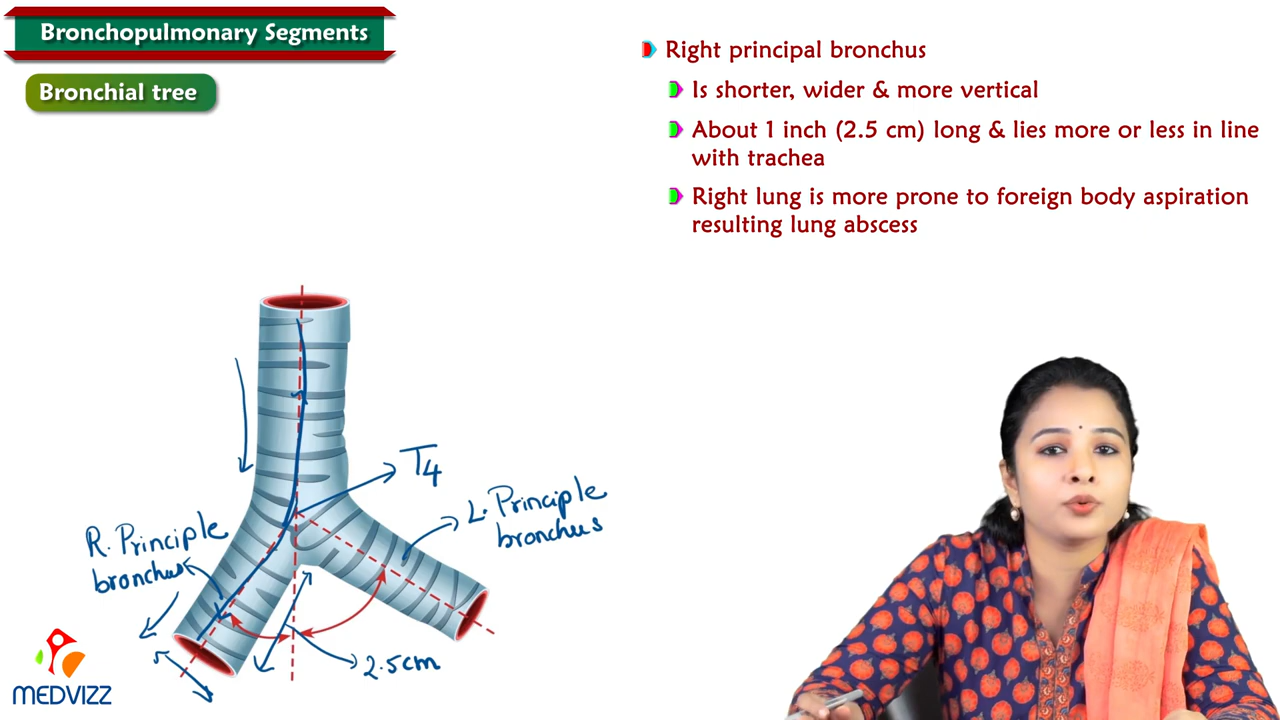 Bronchopulmonary Segments
Bronchial tree
Right principal bronchus
Is shorter, wider & more vertical
About 1 inch (2.5 cm) long & lies more or less in line
with trachea
Right lung is more prone to foreign body aspiration
resulting lung abscess
T4
L. Principle
bronchus
R. Principle
bronchus
2.5cm
MEDVIZZ